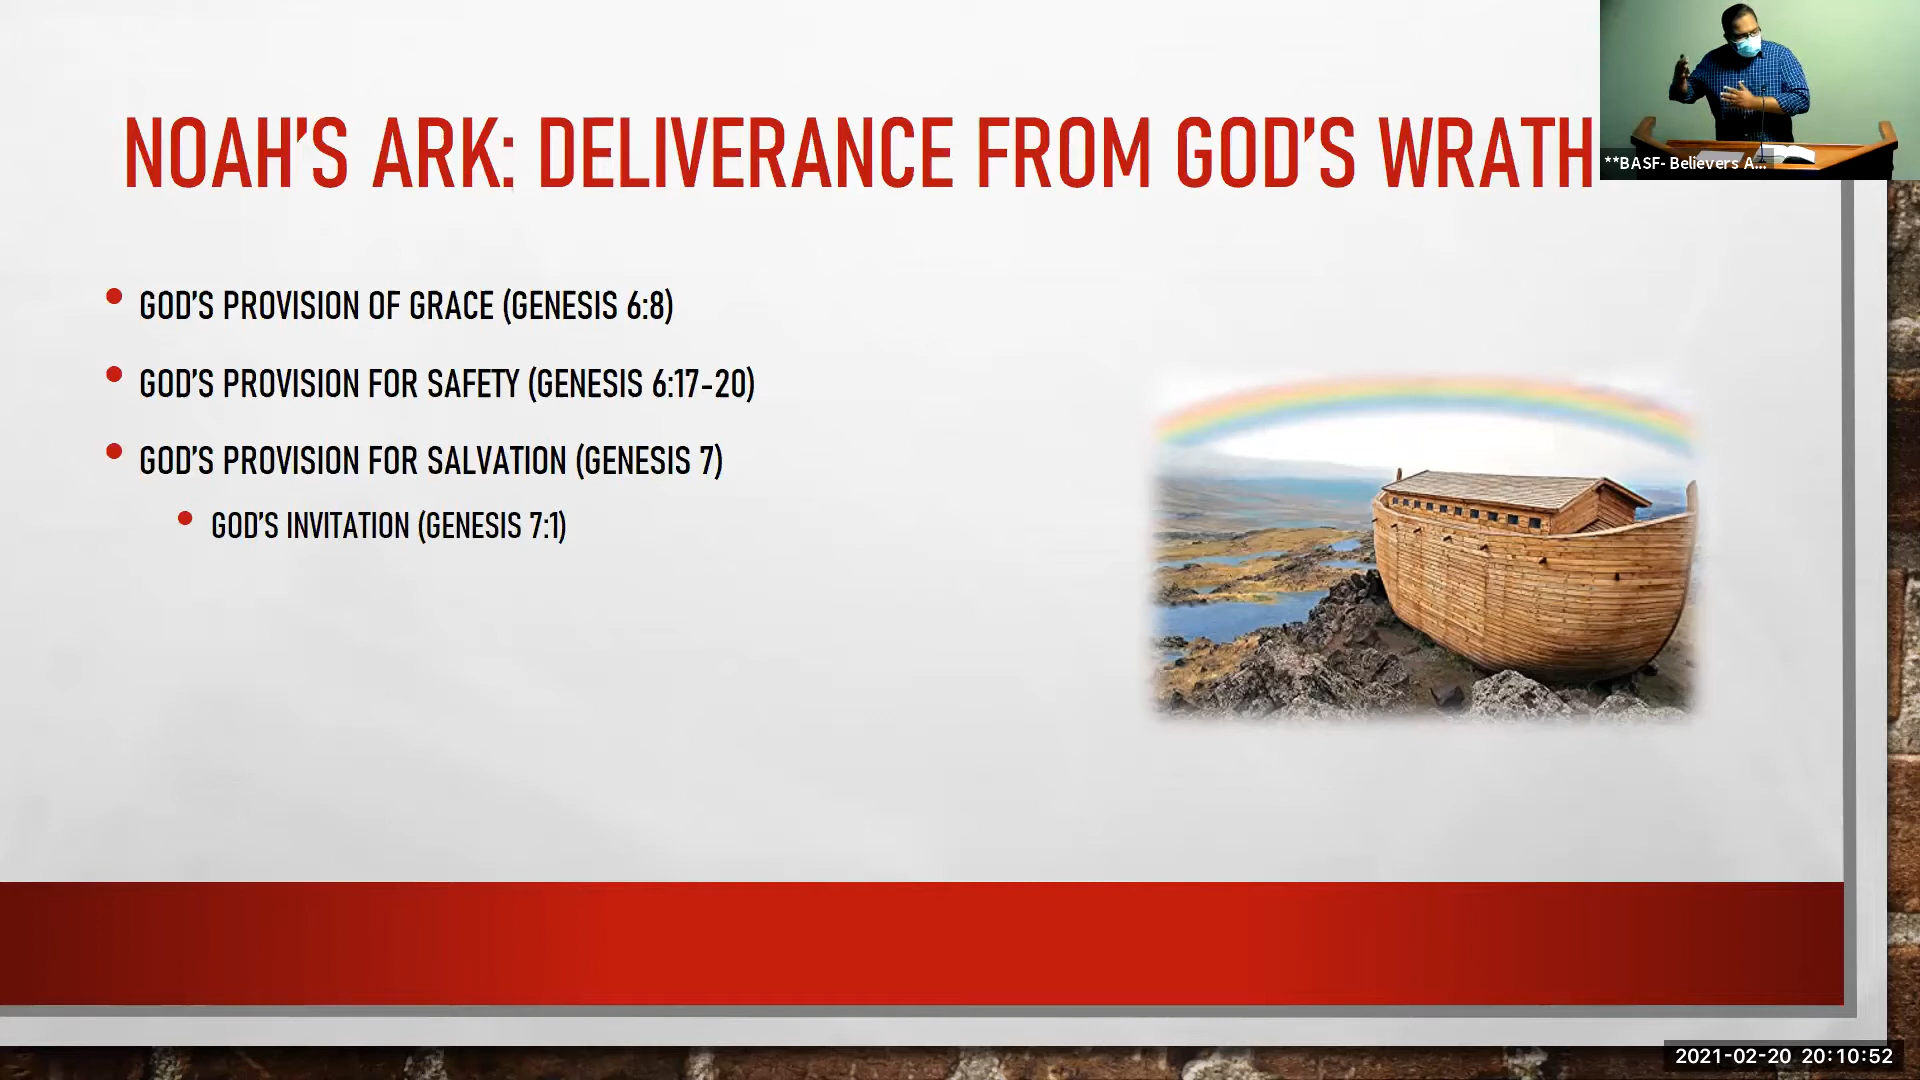 NOAH’S ARK: DELIVERANCE FROM GOD’S WRATH
**BASF- Believers A...
• GOD’S PROVISION OF GRACE (GENESIS 6:8)
• GOD’S PROVISION FOR SAFETY (GENESIS 6:17-20)
• GOD’S PROVISION FOR SALVATION (GENESIS 7)
• GOD’S INVITATION (GENESIS 7:1)
2021-02-20 20:10:52